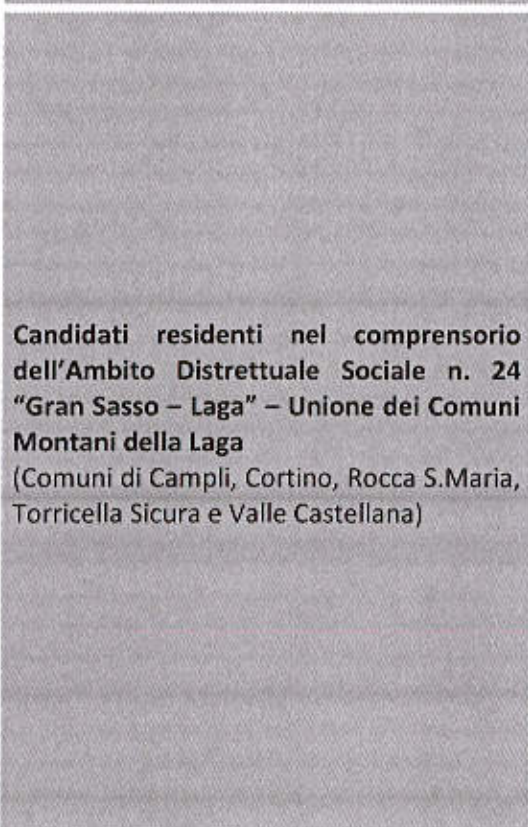 Candidati residenti nel comprensorio
dell'Ambito Distrettuale Sociale n. 24
“Gran Sasso – Laga” – Unione dei Comuni
Montani della Laga
(Comuni di Campli, Cortino, Rocca S.Maria,
Torricella Sicura e Valle Castellana)